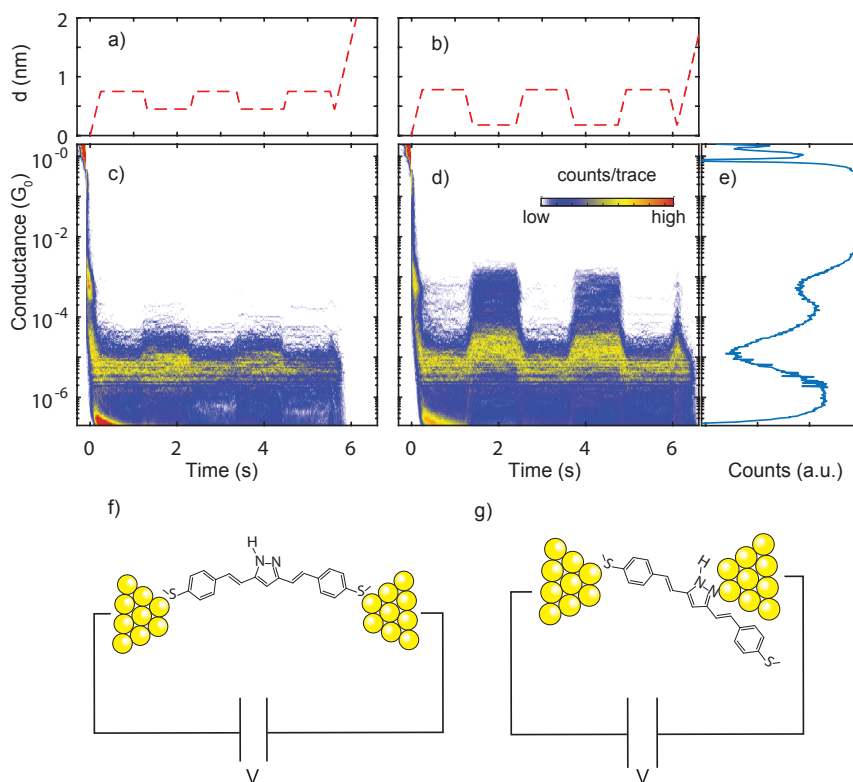 a)
b)
d (nm)
2
1
0
c)
d)
e)
counts/trace
low
high
Conductance (G₀)
10⁻⁰
10⁻²
10⁻⁴
10⁻⁶
0
2
4
6
0
2
4
6
Time (s)
Time (s)
Counts (a.u.)
f)
g)
H
N
N
S
S
V
H
N
N
S
S
V